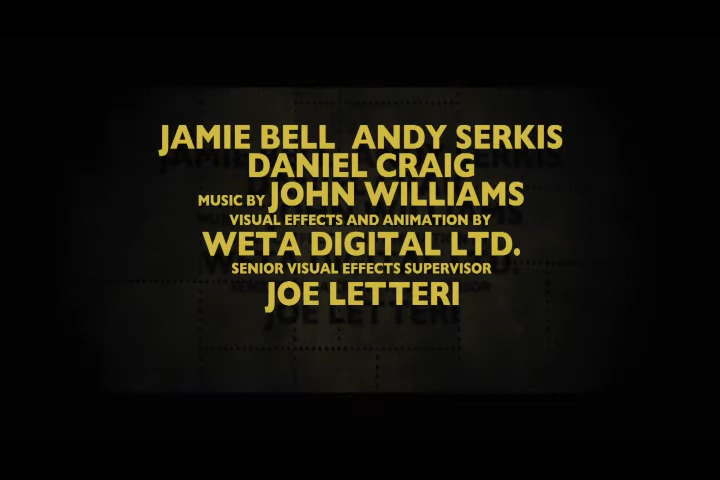 JAMIE BELL ANDY SERKIS
DANIEL CRAIG
MUSIC BY JOHN WILLIAMS
VISUAL EFFECTS AND ANIMATION BY
WETA DIGITAL LTD.
SENIOR VISUAL EFFECTS SUPERVISOR
JOE LETTERI